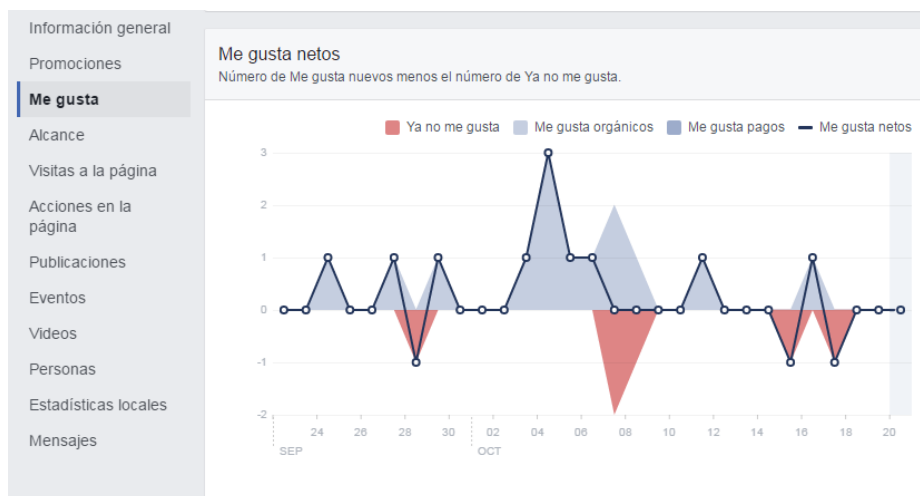 Información general
Promociones
Me gusta
Alcance
Visitas a la página
Acciones en la
página
Publicaciones
Eventos
Videos
Personas
Estadísticas locales
Mensajes
Me gusta netos
Número de Me gusta nuevos menos el número de Ya no me gusta.
Ya no me gusta Me gusta orgánicos Me gusta pagos Me gusta netos
3
2
1
0
-1
-2
24 26 28 30 02 04 06 08 10 12 14 16 18 20
SEP OCT